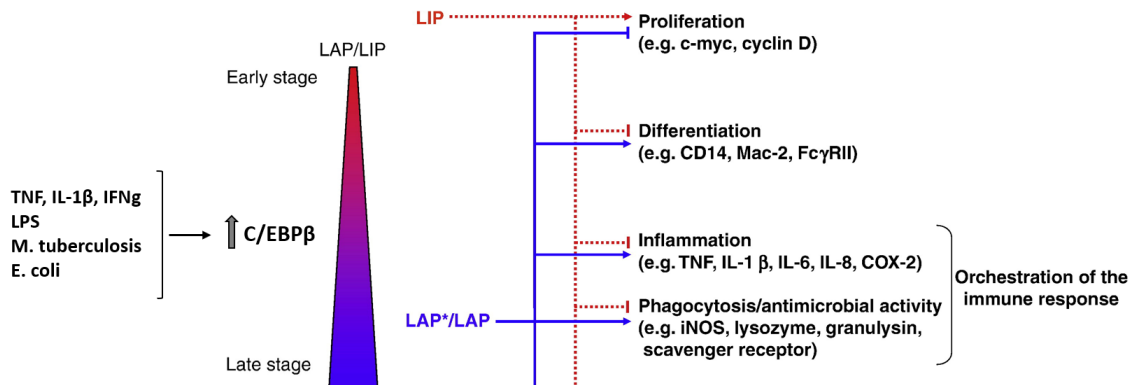 TNF, IL-1β, IFNg
LPS
M. tuberculosis
E. coli
C/EBPβ
LAP/LIP
Early stage
Late stage
LIP
LAP*/LAP
Proliferation
(e.g. c-myc, cyclin D)
Differentiation
(e.g. CD14, Mac-2, FcγRII)
Inflammation
(e.g. TNF, IL-1 β, IL-6, IL-8, COX-2)
Phagocytosis/antimicrobial activity
(e.g. iNOS, lysozyme, granulysin,
scavenger receptor)
Orchestration of the
immune response